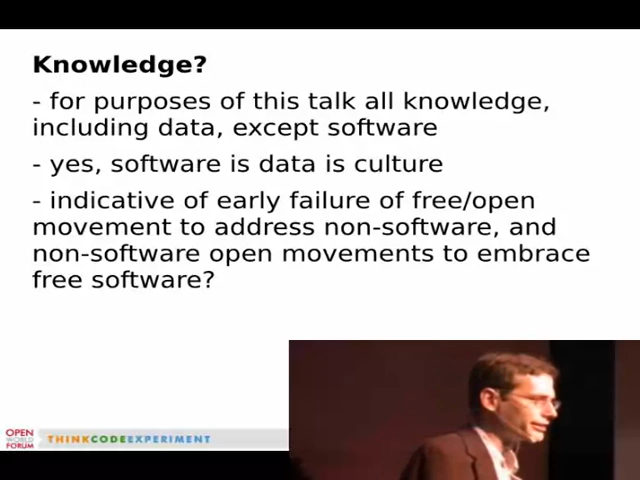 Knowledge?
- for purposes of this talk all knowledge,
including data, except software
- yes, software is data is culture
- indicative of early failure of free/open
movement to address non-software, and
non-software open movements to embrace
free software?
OPEN
WORLD
FORUM
THINKCODEEXPERIMENT